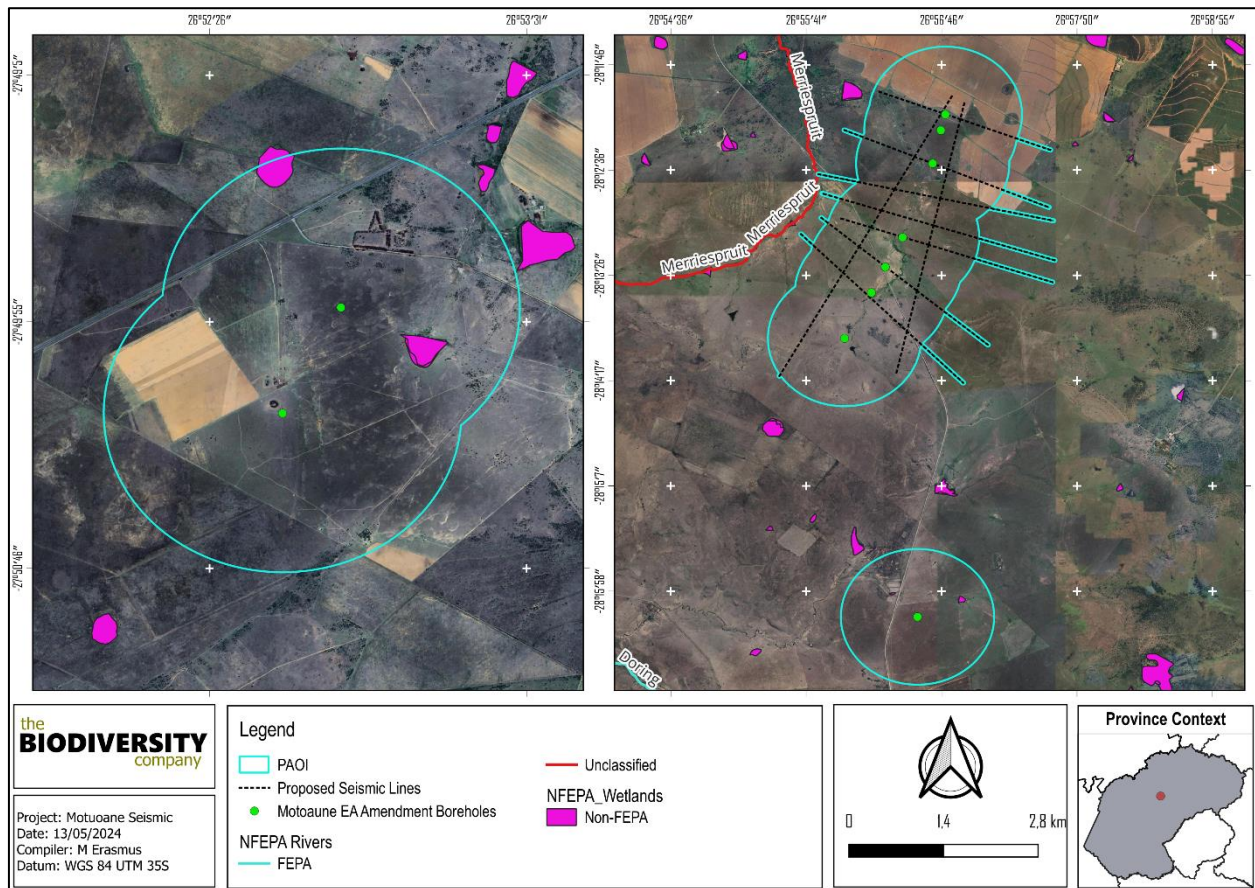 26°52'26" 26°53'31" 26°54'36" 26°55'41" 26°56'46" 26°57'50" 26°58'55"
-27°49'5"
-27°49'55"
-27°50'46"
-28°11'46"
-28°12'36"
-28°13'26"
-28°14'17"
-28°15'7"
-28°15'58"
Merriespruit
Merriespruit
Merriespruit
Doring
the
BIODIVERSITY
company
Project: Motuoane Seismic
Date: 13/05/2024
Compiler: M Erasmus
Datum: WGS 84 UTM 35S
Legend
PAOI
Proposed Seismic Lines
Motoaune EA Amendment Boreholes
NFEPA Rivers
FEPA
Unclassified
NFEPA_Wetlands
Non-FEPA
0 1,4 2,8 km
Province Context